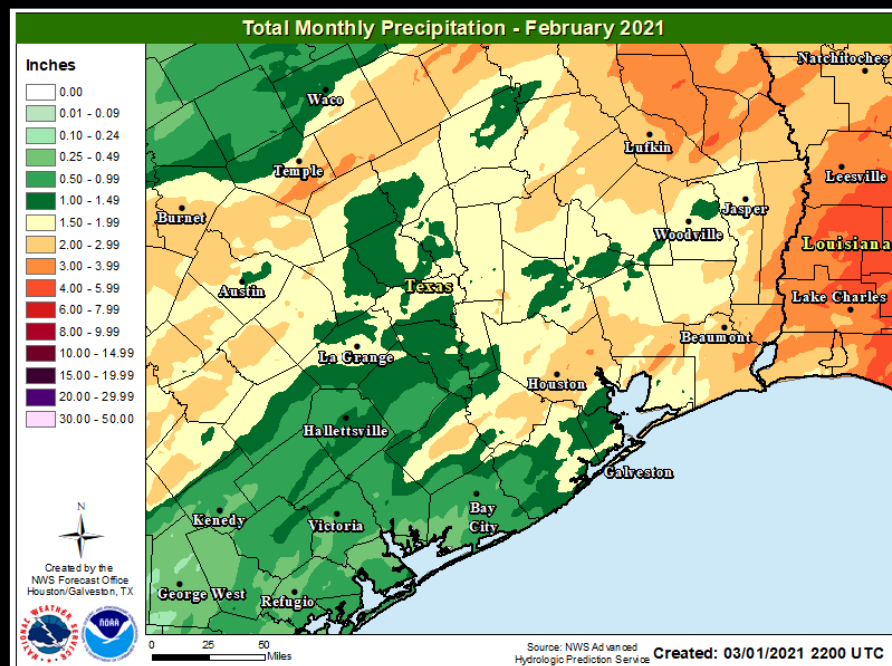 Total Monthly Precipitation - February 2021
Inches
0.00
0.01 - 0.09
0.10 - 0.24
0.25 - 0.49
0.50 - 0.99
1.00 - 1.49
1.50 - 1.99
2.00 - 2.99
3.00 - 3.99
4.00 - 5.99
6.00 - 7.99
8.00 - 9.99
10.00 - 14.99
15.00 - 19.99
20.00 - 29.99
30.00 - 50.00
N
Created by the
NWS Forecast Office
Houston/Galveston, TX
NATIONAL WEATHER SERVICE
NOAA
Natchitoches
Waco
Lufkin
Temple
Leesville
Burnet
Jasper
Woodville
Louisiana
Austin
Texas
Lake Charles
Beaumont
La Grange
Houston
Hallettsville
Galveston
Kenedy
Victoria
Bay
City
George West
Refugio
0 25 50
Miles
Source: NWS Advanced
Hydrologic Prediction Service
Created: 03/01/2021 2200 UTC